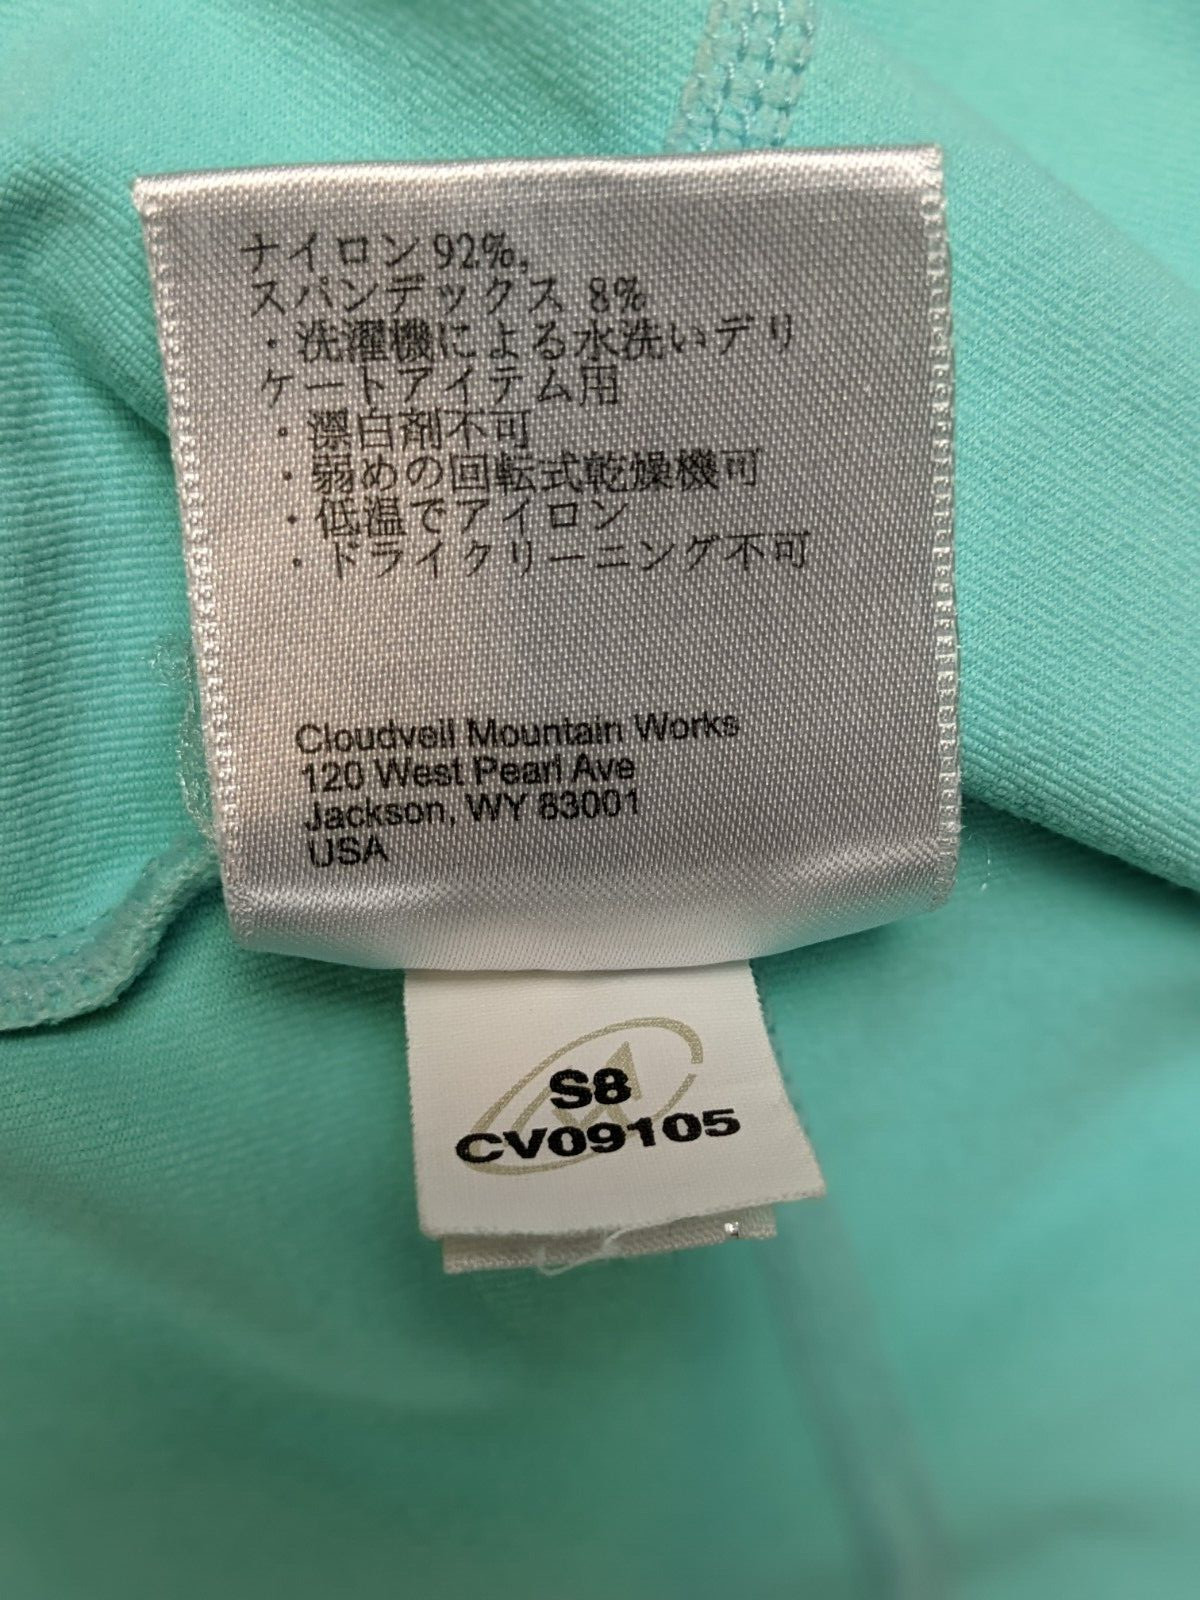 ナイロン 92%,
スパンデックス 8%
・洗濯機による水洗いデリ
ケートアイテム用
・漂白剤不可
・弱めの回転式乾燥機可
・低温でアイロン
・ドライクリーニング不可
Cloudveil Mountain Works
120 West Pearl Ave
Jackson, WY 83001
USA
S8
CV09105